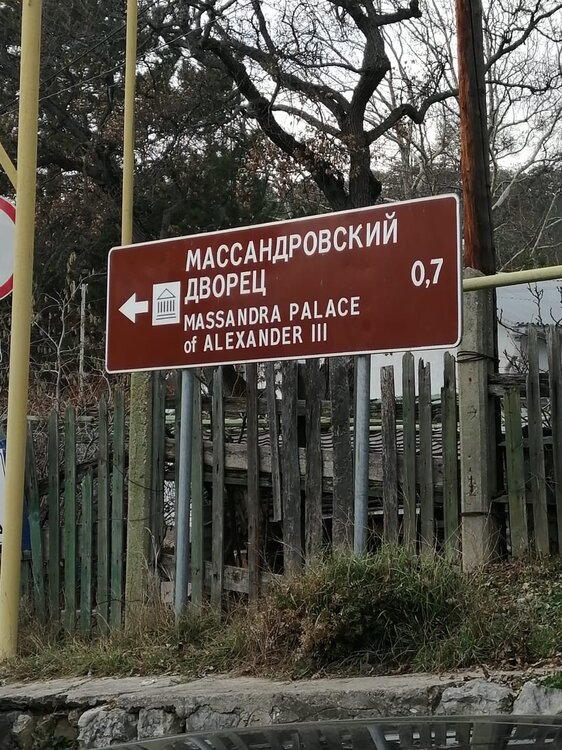 МАССАНДРОВСКИЙ
ДВОРЕЦ
0,7
MASSANDRA PALACE
of ALEXANDER III